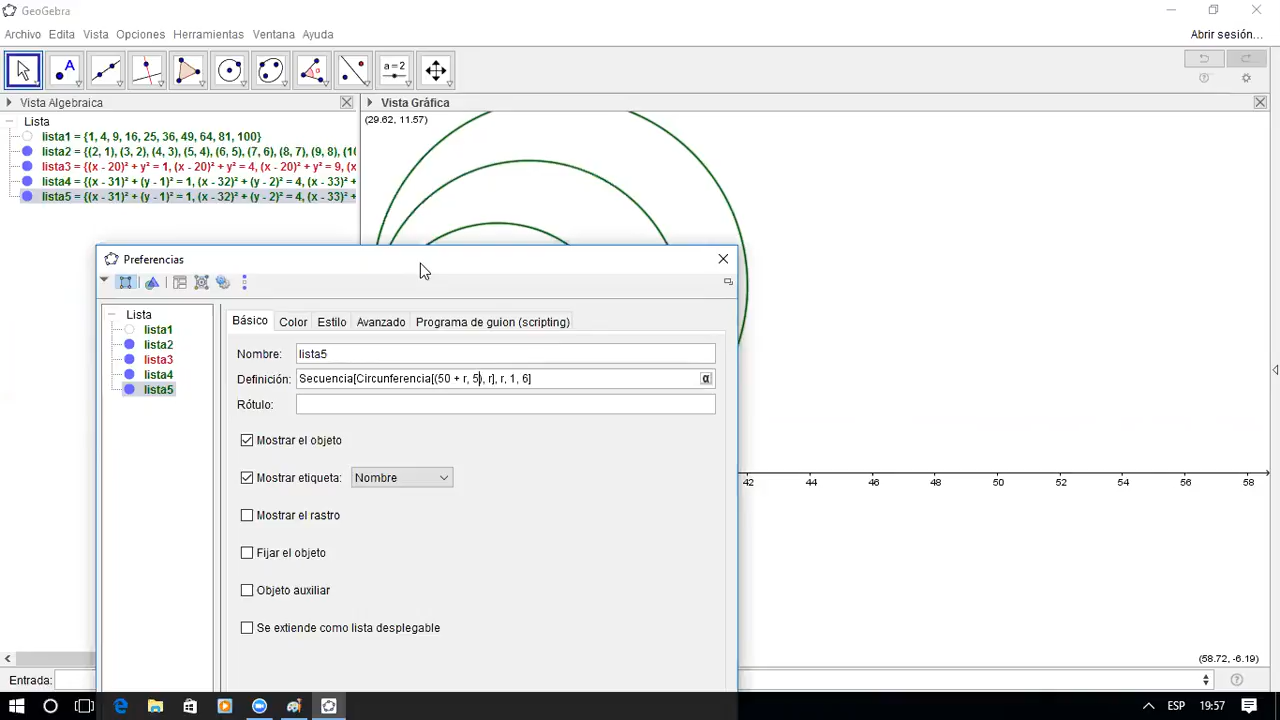 GeoGebra
Archivo Edita Vista Opciones Herramientas Ventana Ayuda
Abrir sesión...
A
a = 2
Vista Algebraica
Vista Gráfica
Lista
(29.62, 11.57)
lista1 = {1, 4, 9, 16, 25, 36, 49, 64, 81, 100}
lista2 = {(2, 1), (3, 2), (4, 3), (5, 4), (6, 5), (7, 6), (8, 7), (9, 8), (10
lista3 = {(x - 20)² + y² = 1, (x - 20)² + y² = 4, (x - 20)² + y² = 9, (x
lista4 = {(x - 31)² + (y - 1)² = 1, (x - 32)² + (y - 2)² = 4, (x - 33)² +
lista5 = {(x - 31)² + (y - 1)² = 1, (x - 32)² + (y - 2)² = 4, (x - 33)² +
Preferencias
Lista
lista1
lista2
lista3
lista4
lista5
Básico Color Estilo Avanzado Programa de guion (scripting)
Nombre: lista5
Definición: Secuencia[Circunferencia[(50 + r, 5), r], r, 1, 6] α
Rótulo:
Mostrar el objeto
Mostrar etiqueta: Nombre
Mostrar el rastro
Fijar el objeto
Objeto auxiliar
Se extiende como lista desplegable
42 44 46 48 50 52 54 56 58
(58.72, -6.19)
Entrada:
ESP 19:57